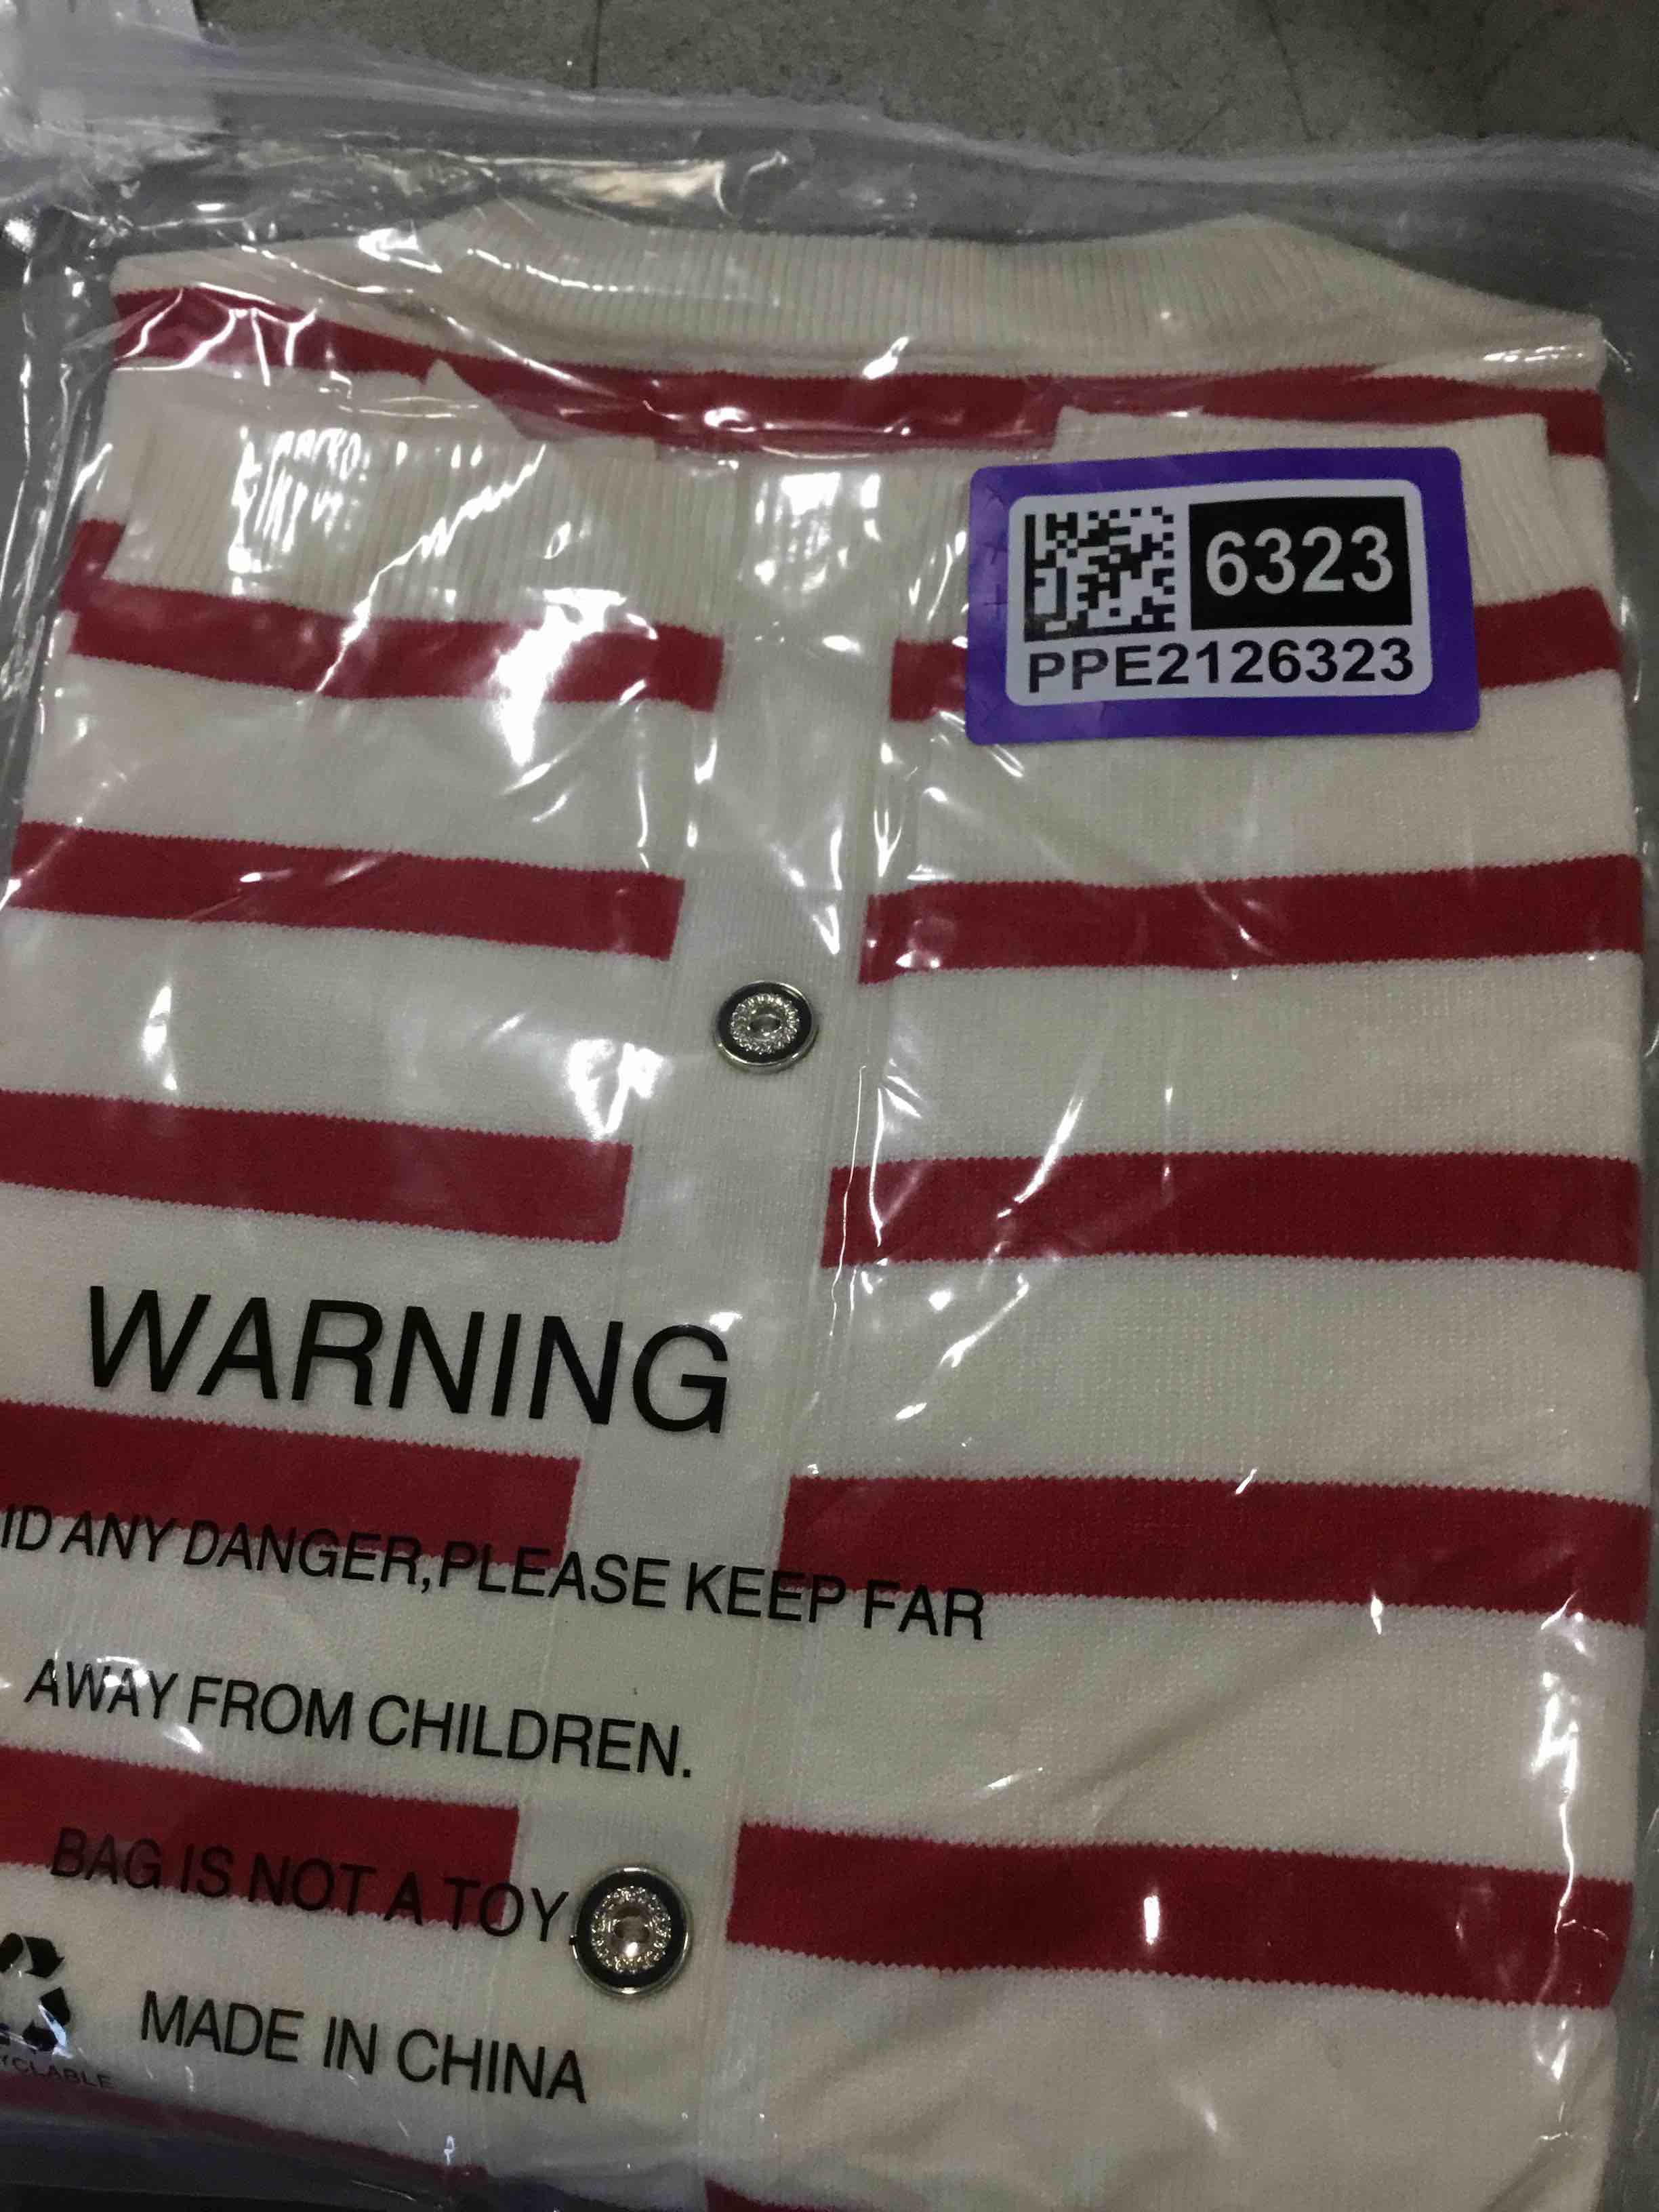 6323
PPE2126323
WARNING
ID ANY DANGER,PLEASE KEEP FAR
AWAY FROM CHILDREN.
BAG IS NOT A TOY
MADE IN CHINA
YCLABLE